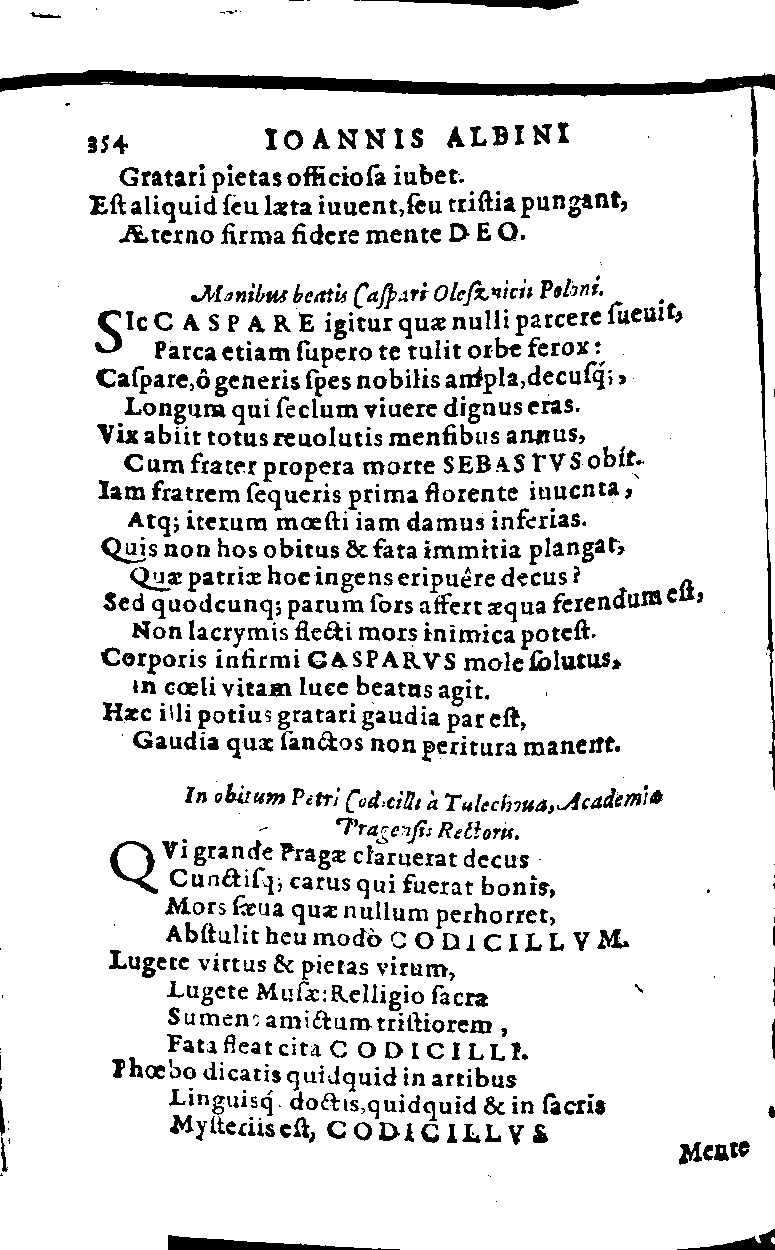 354 IOANNIS ALBINI
Gratari pietas officioſa iubet.
Eſt aliquid ſeu læta iuuent, ſeu triſtia pungant,
Æterno firma fidere mente DEO.
Manibus beatis Caſpari Oleſznicii Poloni.
SIc CASPARE igitur quæ nulli parcere ſueuit,
Parca etiam ſupero te tulit orbe ferox:
Caſpare, ô generis ſpes nobilis ampla, decuſq́;,
Longum qui ſeclum viuere dignus eras.
Vix abiit totus reuolutis menſibus annus,
Cum frater propera morte SEBASTVS obit.
Iam fratrem ſequeris prima florente iuuenta,
Atq; iterum mœſti iam damus inferias.
Quis non hos obitus & fata immitia plangat,
Quæ patriæ hoc ingens eripuêre decus?
Sed quodcunq; parum ſors affert æqua ferendum eſt,
Non lacrymis flecti mors inimica poteſt.
Corporis infirmi CASPARVS mole ſolutus,
in cœli vitam luce beatus agit.
Hæc illi potius gratari gaudia par eſt,
Gaudia quæ ſanctos non peritura manent.
In obitum Petri Codicilli à Tulechoua, Academiæ
Pragenſis Rectoris.
QVi grande Pragæ claruerat decus
Cunctiſq; carus qui fuerat bonis,
Mors ſæua quæ nullum perhorret,
Abſtulit heu modò CODICILLVM.
Lugete virtus & pietas virum,
Lugete Muſæ: Relligio ſacra
Sumens amictum triſtiorem,
Fata fleat cita CODICILLI.
Phœbo dicatis quidquid in artibus
Linguisq́. doctis, quidquid & in ſacris
Myſteriis eſt, CODICILLVS
Mente